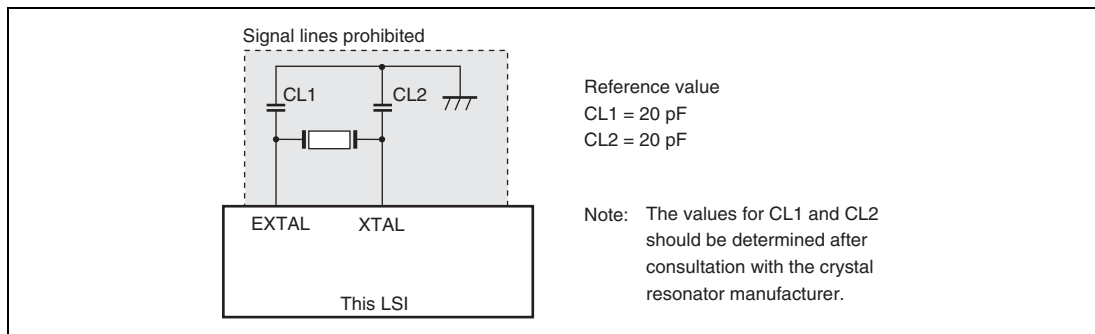 Signal lines prohibited
CL1
CL2
Reference value
CL1 = 20 pF
CL2 = 20 pF
EXTAL
XTAL
This LSI
Note: The values for CL1 and CL2
should be determined after
consultation with the crystal
resonator manufacturer.